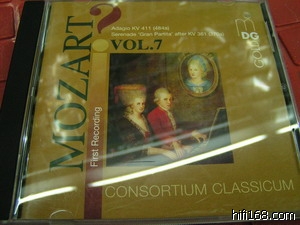 MOZART?
Adagio KV 411 (484a)
Serenade 'Gran Partita' after KV 361 (370a)
VOL.7
MDG
GOLD
First Recording
CONSORTIUM CLASSICUM
hifi168.com